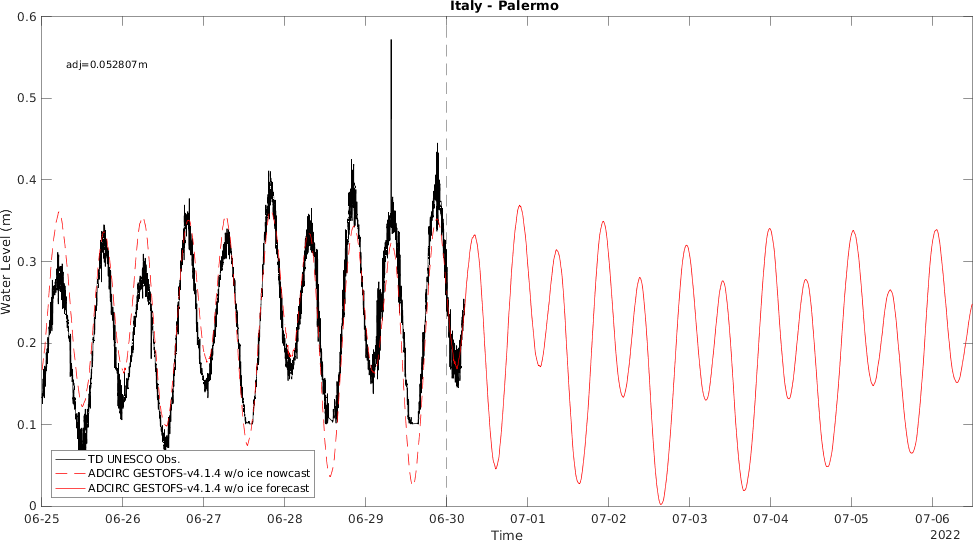 Italy - Palermo
0.6
adj=0.052807m
0.5
0.4
0.3
0.2
0.1
0
Water Level (m)
TD UNESCO Obs.
ADCIRC GESTOFS-v4.1.4 w/o ice nowcast
ADCIRC GESTOFS-v4.1.4 w/o ice forecast
06-25 06-26 06-27 06-28 06-29 06-30 07-01 07-02 07-03 07-04 07-05 07-06
Time
2022